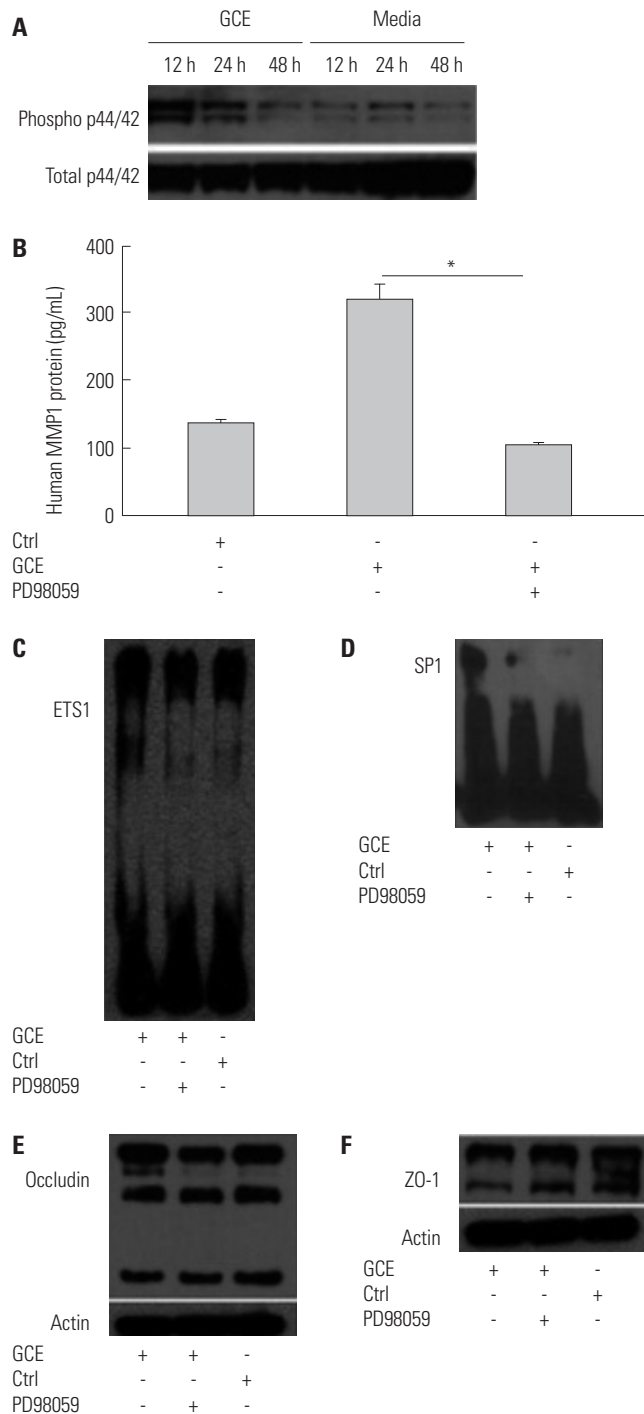 A
GCE Media
12 h 24 h 48 h 12 h 24 h 48 h
Phospho p44/42
Total p44/42
B
Human MMP1 protein (pg/mL)
400
300
200
100
0
*
Ctrl + - -
GCE - + +
PD98059 - - +
C
ETS1
GCE + + -
Ctrl - - +
PD98059 - + -
D
SP1
GCE + + -
Ctrl - - +
PD98059 - + -
E
Occludin
Actin
GCE + + -
Ctrl - - +
PD98059 - + -
F
ZO-1
Actin
GCE + + -
Ctrl - - +
PD98059 - + -